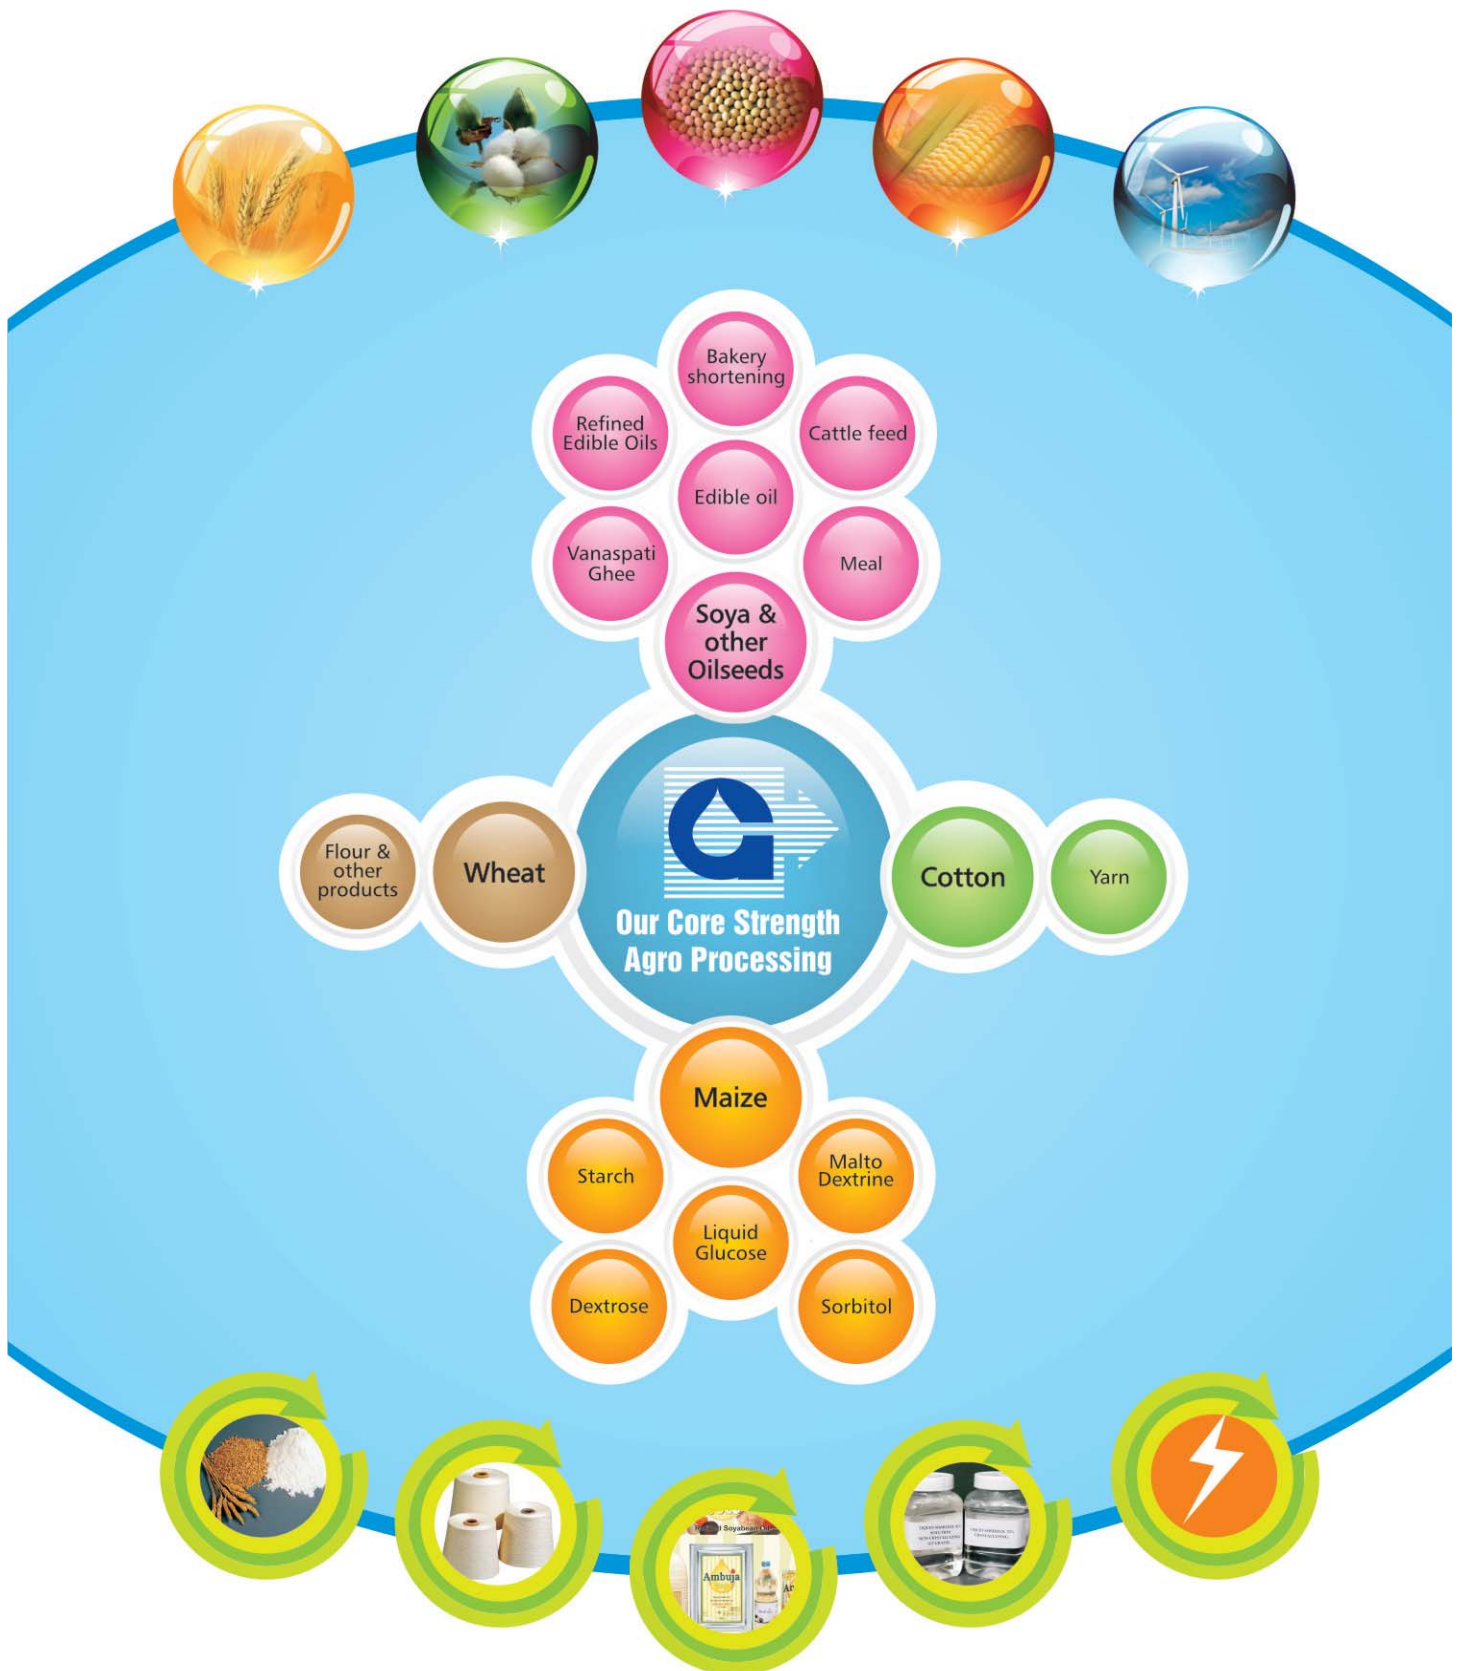 Bakery
shortening
Refined
Edible Oils
Cattle feed
Edible oil
Vanaspati
Ghee
Meal
Soya &
other
Oilseeds
Flour &
other
products
Wheat
Cotton
Yarn
Our Core Strength
Agro Processing
Maize
Starch
Malto
Dextrine
Liquid
Glucose
Dextrose
Sorbitol
Soyabean
Ambuja